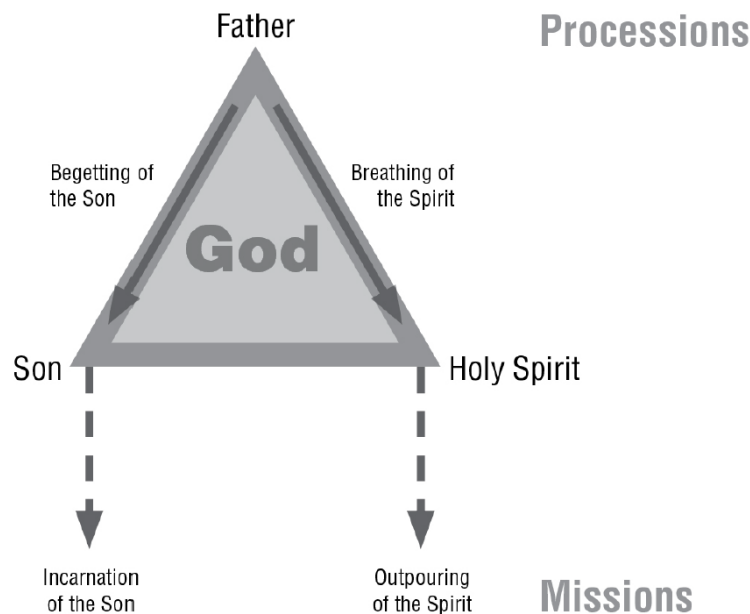 Father
Processions
Begetting of
the Son
Breathing of
the Spirit
God
Son
Holy Spirit
Incarnation
of the Son
Outpouring
of the Spirit
Missions